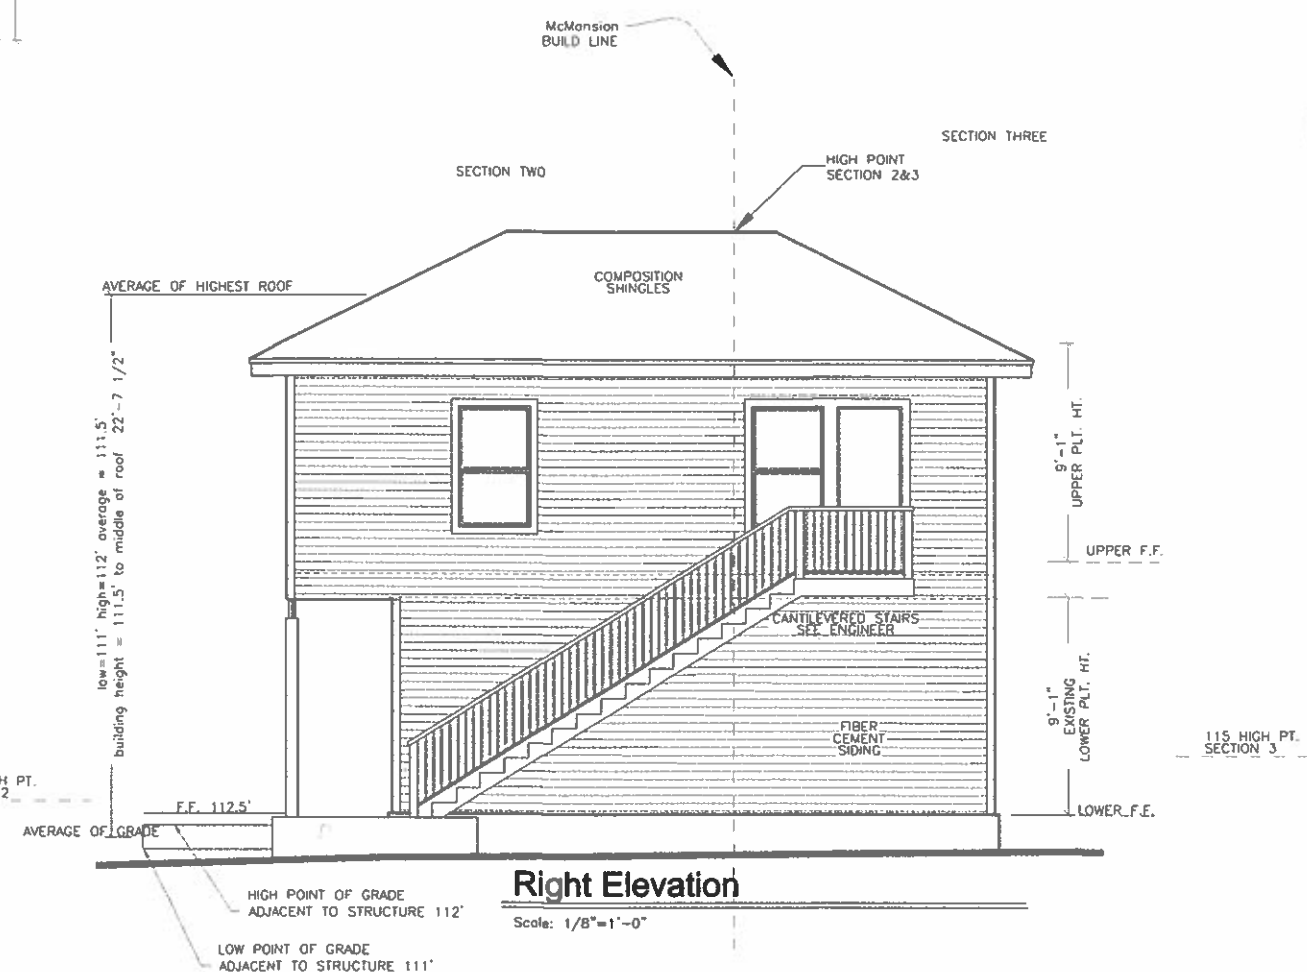 McMansion
BUILD LINE
SECTION THREE
HIGH POINT
SECTION 2&3
SECTION TWO
COMPOSITION
SHINGLES
AVERAGE OF HIGHEST ROOF
low=111' high=112' average = 111.5'
building height = 111.5' to middle of roof 22'-7 1/2"
9'-1"
UPPER PLT. HT.
UPPER F.F.
CANTILEVERED STAIRS
SEE ENGINEER
9'-1"
EXISTING
LOWER PLT. HT.
FIBER
CEMENT
SIDING
115 HIGH PT.
SECTION 3
H PT.
2
F.F. 112.5'
LOWER F.F.
AVERAGE OF GRADE
Right Elevation
Scale: 1/8"=1'-0"
HIGH POINT OF GRADE
ADJACENT TO STRUCTURE 112'
LOW POINT OF GRADE
ADJACENT TO STRUCTURE 111'